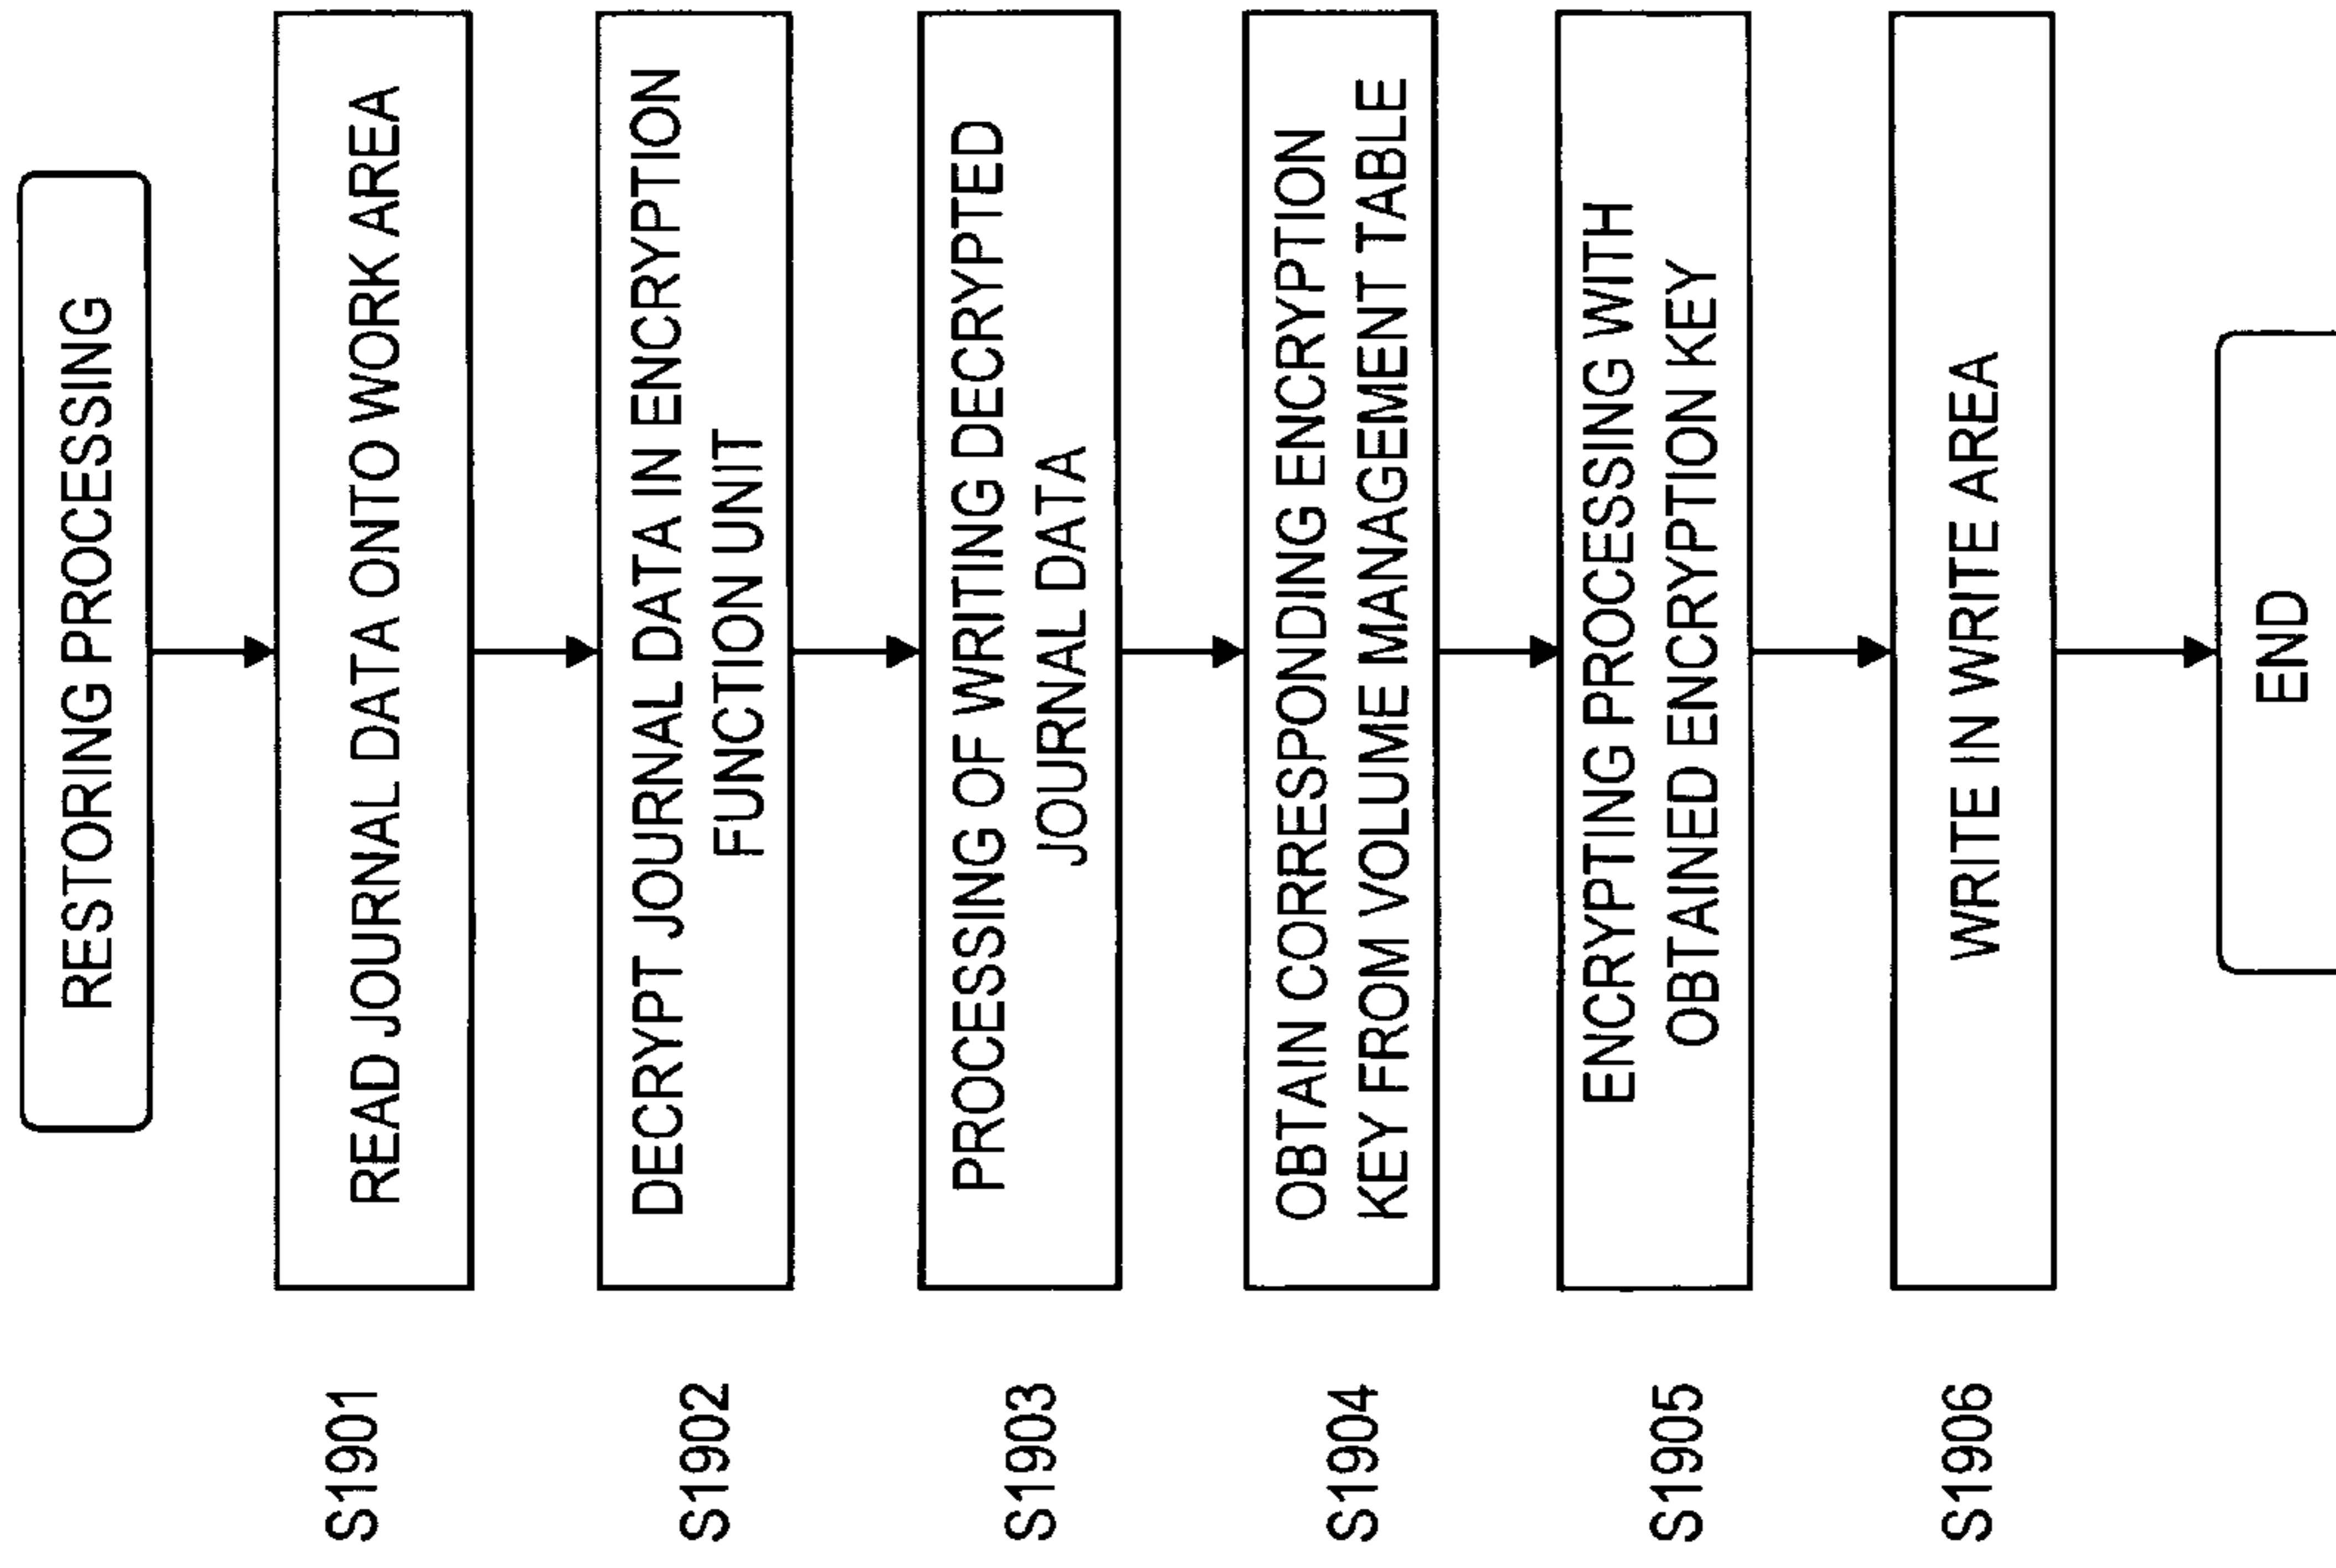 RESTORING PROCESSING
S1901
READ JOURNAL DATA ONTO WORK AREA
S1902
DECRYPT JOURNAL DATA IN ENCRYPTION
FUNCTION UNIT
S1903
PROCESSING OF WRITING DECRYPTED
JOURNAL DATA
S1904
OBTAIN CORRESPONDING ENCRYPTION
KEY FROM VOLUME MANAGEMENT TABLE
S1905
ENCRYPTING PROCESSING WITH
OBTAINED ENCRYPTION KEY
S1906
WRITE IN WRITE AREA
END